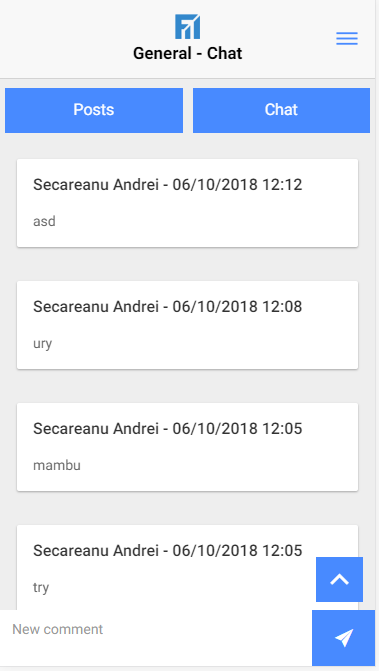 General - Chat
Posts
Chat
Secareanu Andrei - 06/10/2018 12:12
asd
Secareanu Andrei - 06/10/2018 12:08
ury
Secareanu Andrei - 06/10/2018 12:05
mambu
Secareanu Andrei - 06/10/2018 12:05
try
New comment